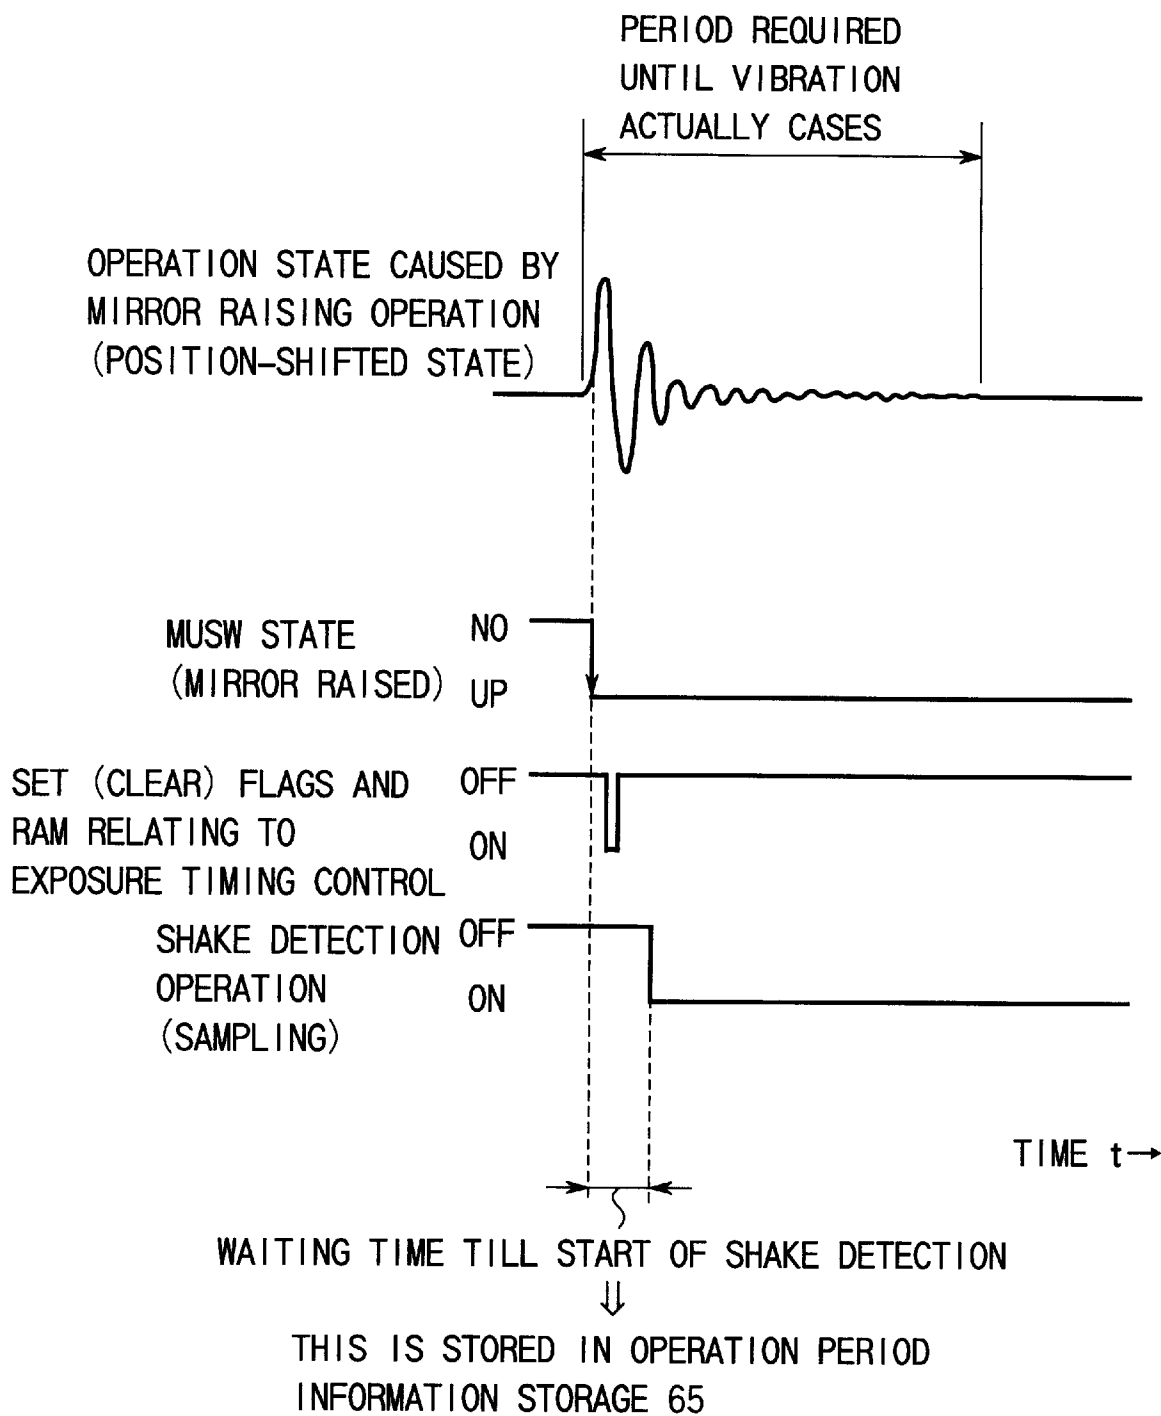 PERIOD REQUIRED
UNTIL VIBRATION
ACTUALLY CASES
OPERATION STATE CAUSED BY
MIRROR RAISING OPERATION
(POSITION-SHIFTED STATE)
MUSW STATE
(MIRROR RAISED)
NO
UP
SET (CLEAR) FLAGS AND
RAM RELATING TO
EXPOSURE TIMING CONTROL
OFF
ON
SHAKE DETECTION
OPERATION
(SAMPLING)
OFF
ON
TIME t→
WAITING TIME TILL START OF SHAKE DETECTION
⇓
THIS IS STORED IN OPERATION PERIOD
INFORMATION STORAGE 65